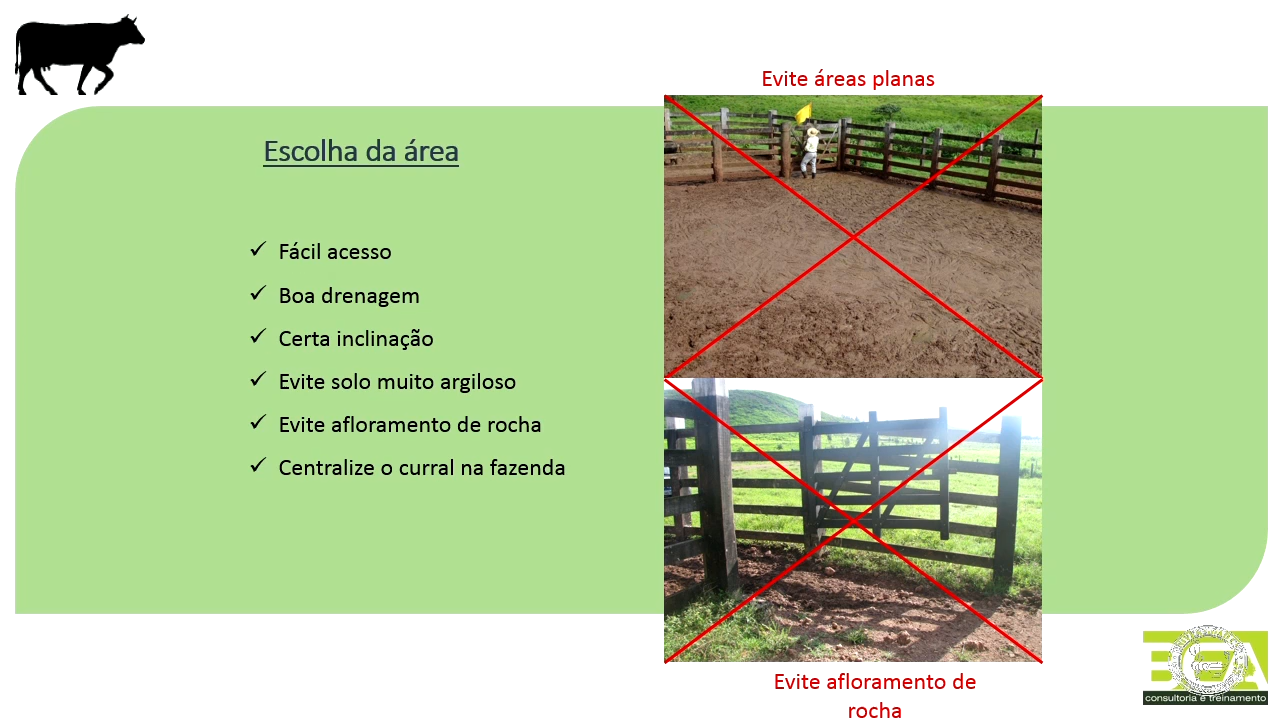 Evite áreas planas
Escolha da área
Fácil acesso
Boa drenagem
Certa inclinação
Evite solo muito argiloso
Evite afloramento de rocha
Centralize o curral na fazenda
Evite afloramento de
rocha
BEA
consultoria e treinamento